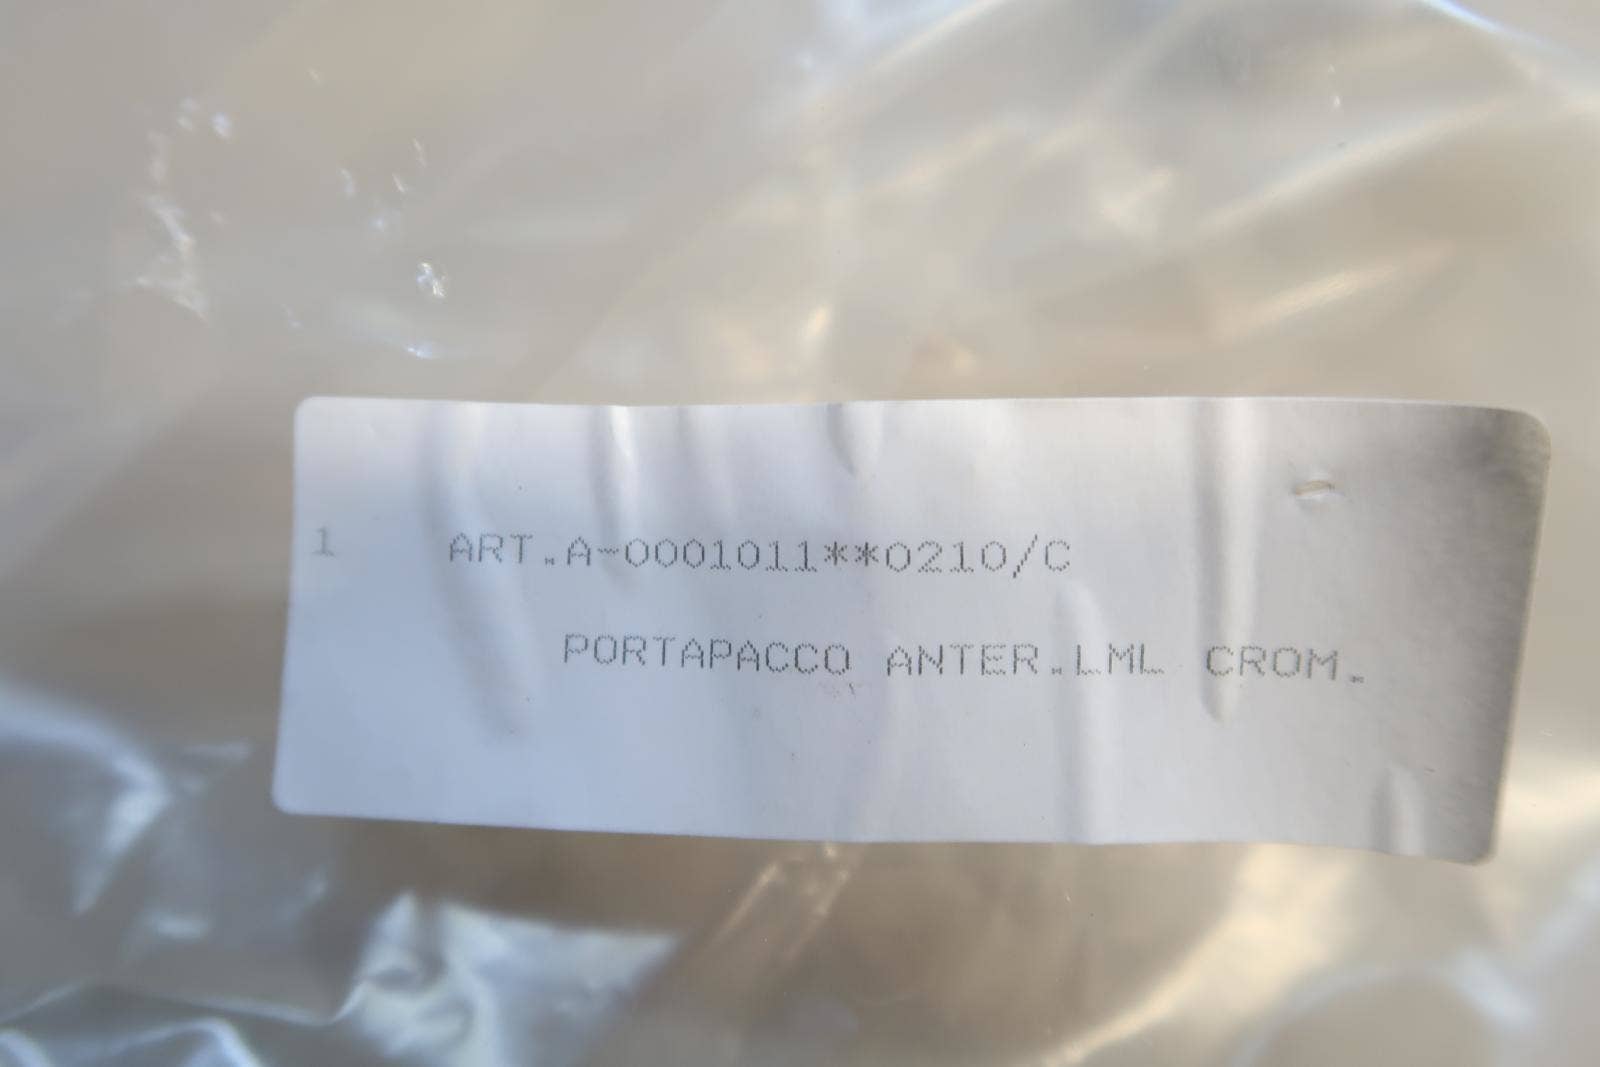 1 ART.A-0001011**0210/C
PORTAPACCO ANTER.LML CROM.